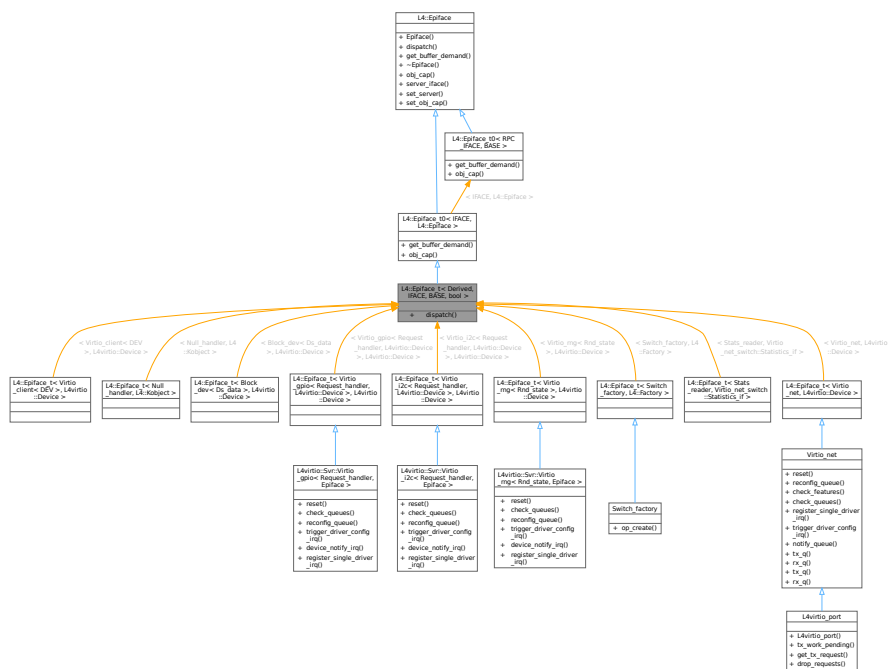 L4::Epiface
+ Epiface()
+ dispatch()
+ get_buffer_demand()
+ ~Epiface()
+ obj_cap()
+ server_iface()
+ set_server()
+ set_obj_cap()
L4::Epiface_t0< RPC
_IFACE, BASE >
+ get_buffer_demand()
+ obj_cap()
< IFACE, L4::Epiface >
L4::Epiface_t0< IFACE,
L4::Epiface >
+ get_buffer_demand()
+ obj_cap()
L4::Epiface_t< Derived,
IFACE, BASE, bool >
+ dispatch()
< Virtio_client< DEV
>, L4virtio::Device >
< Null_handler, L4
::Kobject >
< Block_dev< Ds_data
>, L4virtio::Device >
< Virtio_gpio< Request
_handler, L4virtio::Device
>, L4virtio::Device >
< Virtio_i2c< Request
_handler, L4virtio::Device
>, L4virtio::Device >
< Virtio_rng< Rnd_state
>, L4virtio::Device >
< Switch_factory, L4
::Factory >
< Stats_reader, Virtio
_net_switch::Statistics_if >
< Virtio_net, L4virtio
::Device >
L4::Epiface_t< Virtio
_client< DEV >, L4virtio
::Device >
L4::Epiface_t< Null
_handler, L4::Kobject >
L4::Epiface_t< Block
_dev< Ds_data >, L4virtio
::Device >
L4::Epiface_t< Virtio
_gpio< Request_handler,
L4virtio::Device >, L4virtio
::Device >
L4::Epiface_t< Virtio
_i2c< Request_handler,
L4virtio::Device >, L4virtio
::Device >
L4::Epiface_t< Virtio
_rng< Rnd_state >, L4virtio
::Device >
L4::Epiface_t< Switch
_factory, L4::Factory >
L4::Epiface_t< Stats
_reader, Virtio_net_switch
::Statistics_if >
L4::Epiface_t< Virtio
_net, L4virtio::Device >
L4virtio::Svr::Virtio
_gpio< Request_handler,
Epiface >
+ reset()
+ check_queues()
+ reconfig_queue()
+ trigger_driver_config
_irq()
+ device_notify_irq()
+ register_single_driver
_irq()
L4virtio::Svr::Virtio
_i2c< Request_handler,
Epiface >
+ reset()
+ check_queues()
+ reconfig_queue()
+ trigger_driver_config
_irq()
+ device_notify_irq()
+ register_single_driver
_irq()
L4virtio::Svr::Virtio
_rng< Rnd_state, Epiface >
+ reset()
+ check_queues()
+ reconfig_queue()
+ trigger_driver_config
_irq()
+ device_notify_irq()
+ register_single_driver
_irq()
Switch_factory
+ op_create()
Virtio_net
+ reset()
+ reconfig_queue()
+ check_features()
+ check_queues()
+ register_single_driver
_irq()
+ trigger_driver_config
_irq()
+ notify_queue()
+ tx_q()
+ rx_q()
+ tx_q()
+ rx_q()
L4virtio_port
+ L4virtio_port()
+ tx_work_pending()
+ get_tx_request()
+ drop_requests()